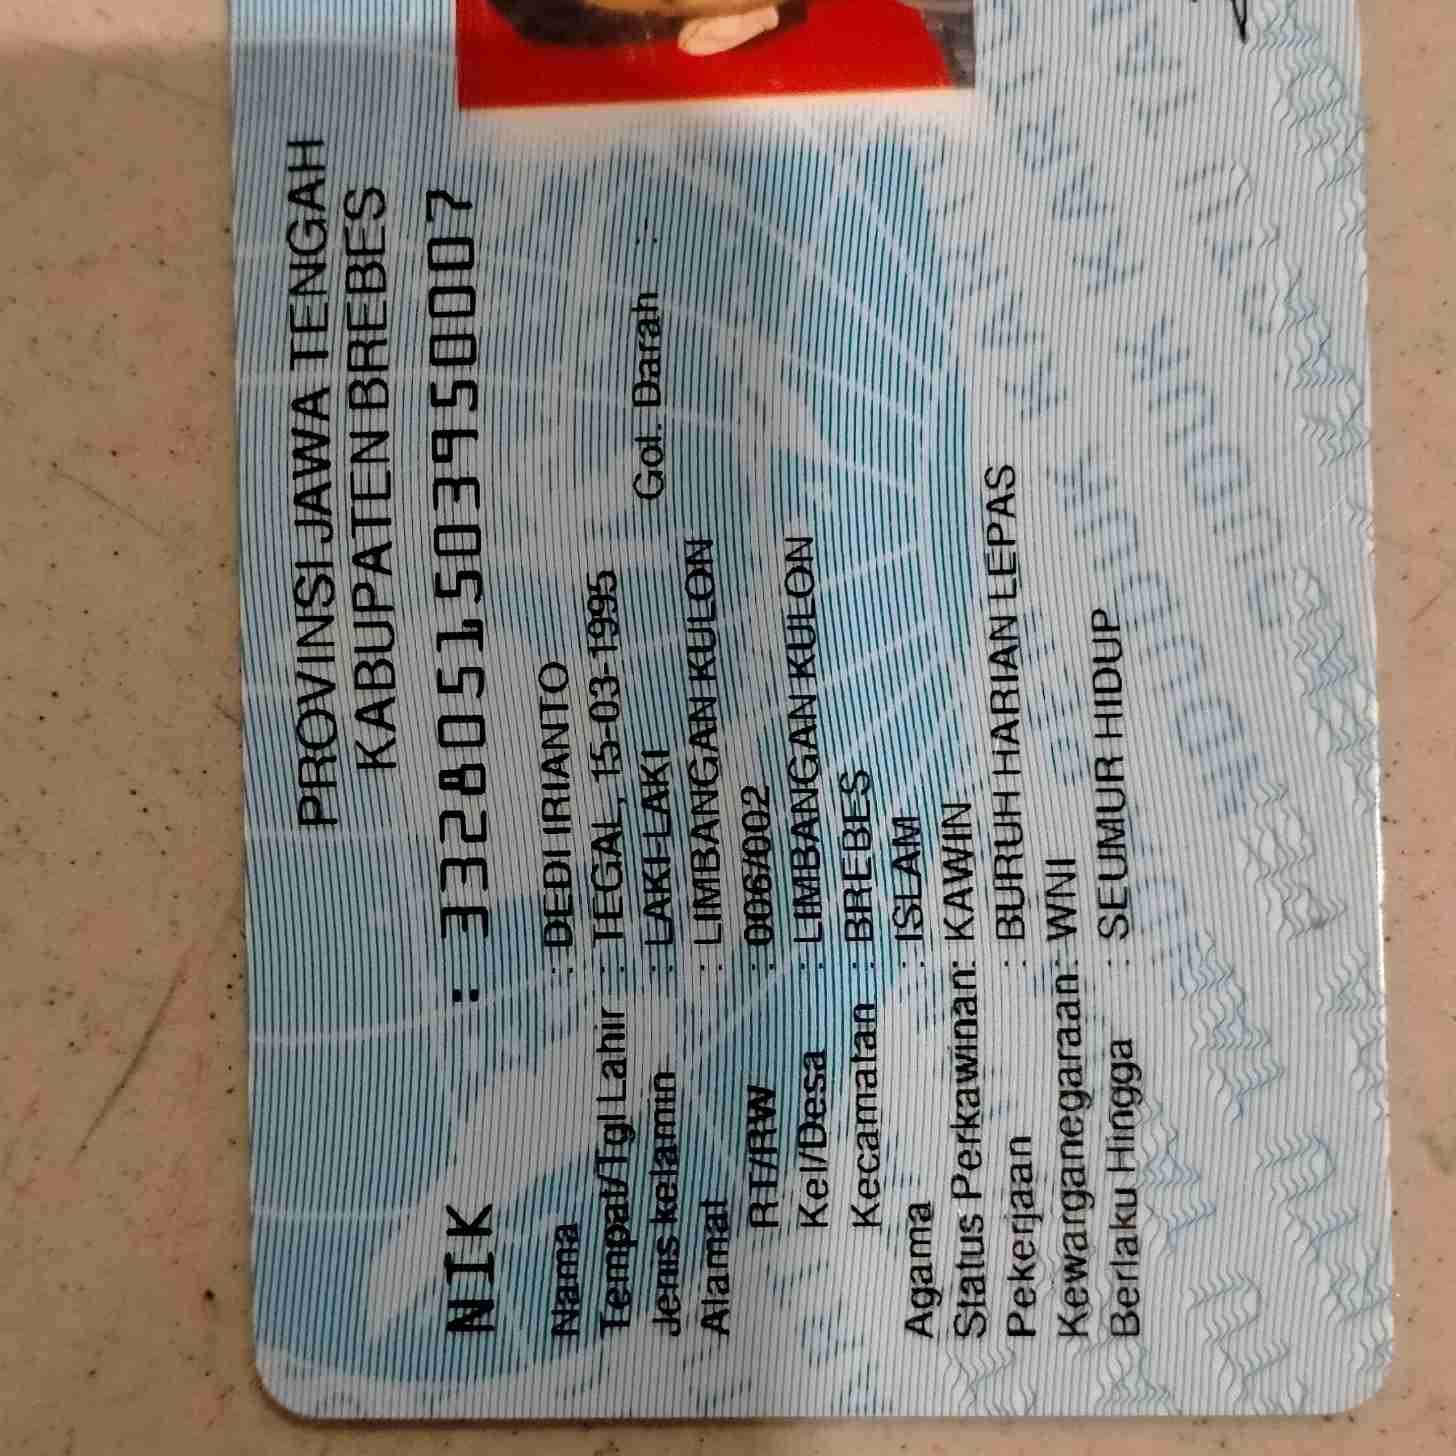 PROVINSI JAWA TENGAH
KABUPATEN BREBES
NIK : 3328051503950007
Nama : DEDI IRIANTO
Tempat/Tgl Lahir : TEGAL, 15-03-1995
Jenis kelamin : LAKI-LAKI Gol. Darah :-
Alamat : LIMBANGAN KULON
RT/RW : 006/002
Kel/Desa : LIMBANGAN KULON
Kecamatan : BREBES
Agama : ISLAM
Status Perkawinan: KAWIN
Pekerjaan : BURUH HARIAN LEPAS
Kewarganegaraan: WNI
Berlaku Hingga : SEUMUR HIDUP